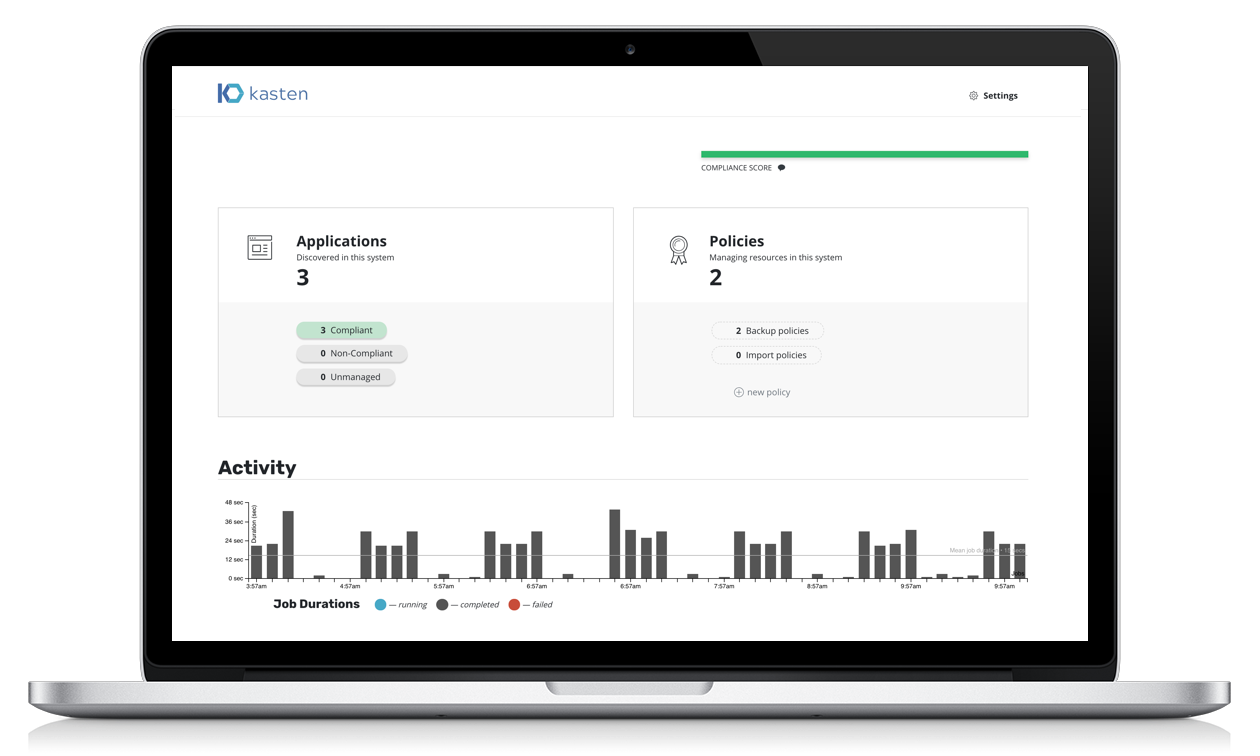 kasten
Settings
COMPLIANCE SCORE
Applications
Discovered in this system
3
3 Compliant
0 Non-Compliant
0 Unmanaged
Policies
Managing resources in this system
2
2 Backup policies
0 Import policies
new policy
Activity
48 sec
36 sec
24 sec
12 sec
0 sec
Duration (sec)
Mean job duration
Jobs
3:57am 4:57am 5:57am 6:57am 6:57am 7:57am 8:57am 9:57am 9:57am
Job Durations — running — completed — failed